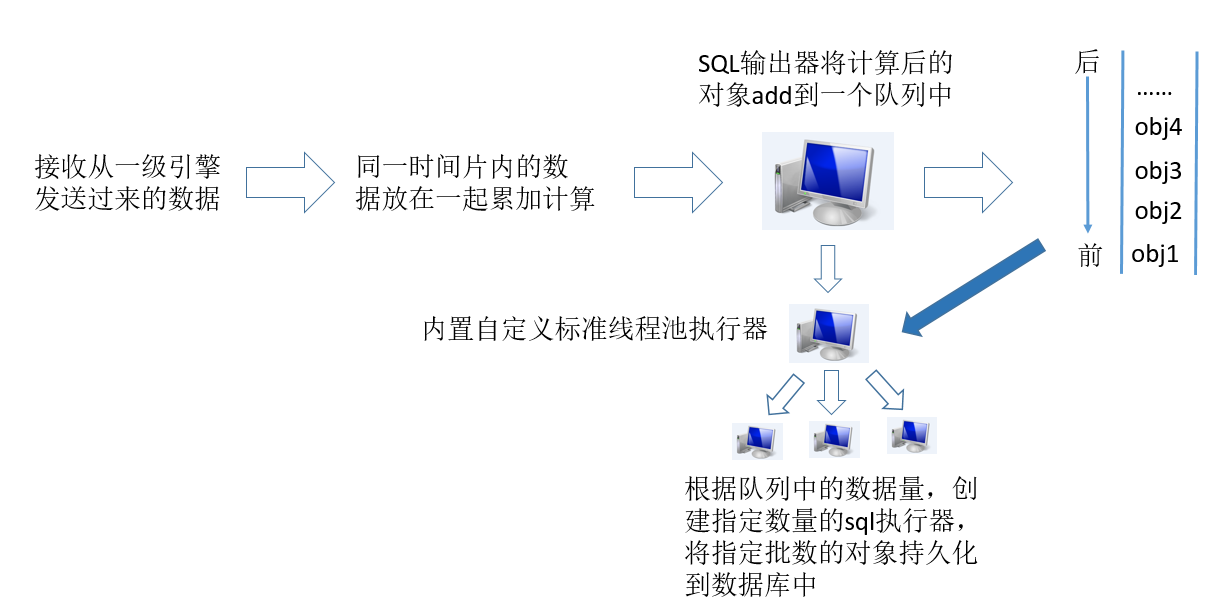 SQL输出器将计算后的
对象add到一个队列中
接收从一级引擎
发送过来的数据
同一时间片内的数
据放在一起累加计算
后
……
obj4
obj3
obj2
前
obj1
内置自定义标准线程池执行器
根据队列中的数据量，创
建指定数量的sql执行器，
将指定批数的对象持久化
到数据库中